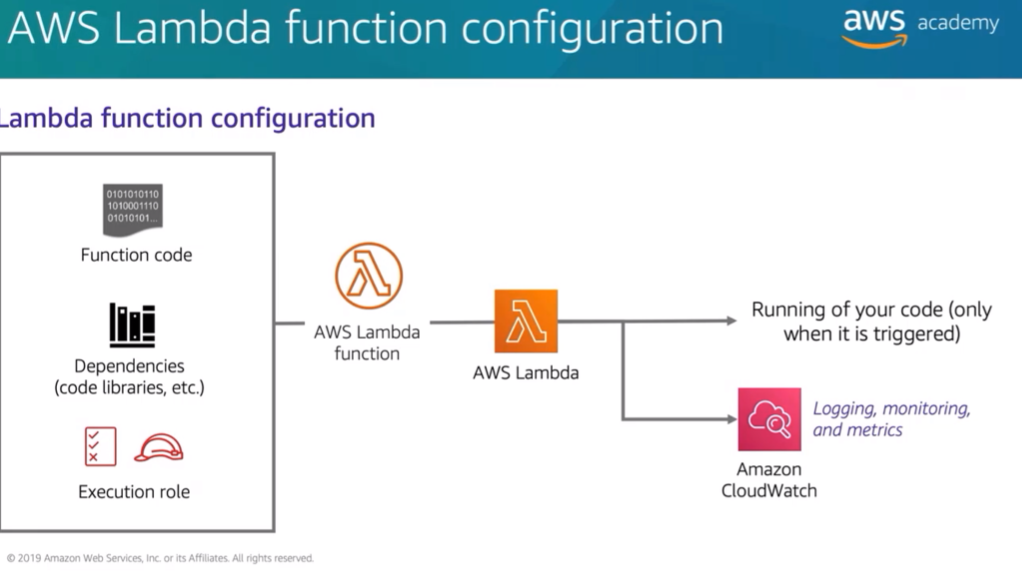 AWS Lambda function configuration
aws academy
Lambda function configuration
0101010110
1010001110
01010101...
Function code
Dependencies
(code libraries, etc.)
Execution role
AWS Lambda
function
AWS Lambda
Running of your code (only
when it is triggered)
Logging, monitoring,
and metrics
Amazon
CloudWatch
© 2019 Amazon Web Services, Inc. or its Affiliates. All rights reserved.